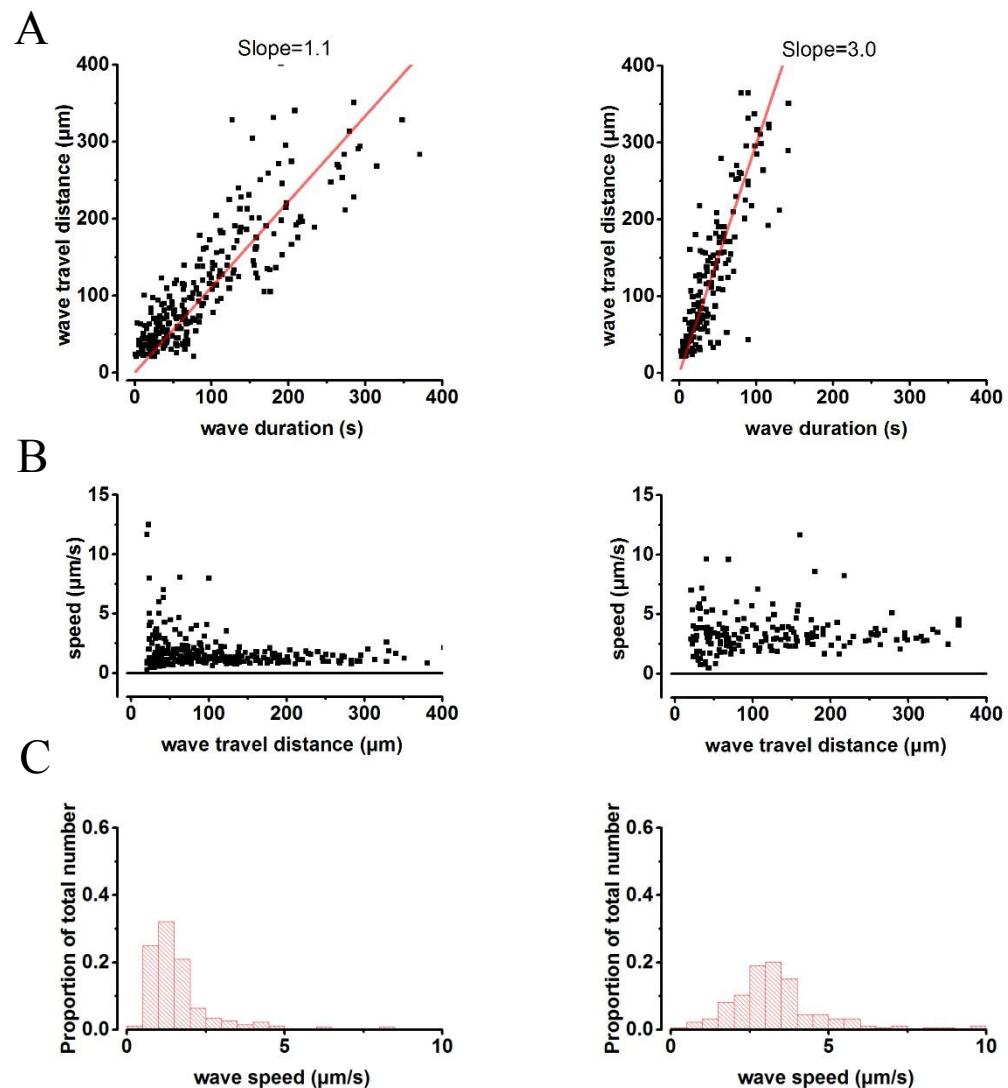 A
Slope=1.1
Slope=3.0
400
300
200
100
0
wave travel distance (µm)
0 100 200 300 400
wave duration (s)
400
300
200
100
0
wave travel distance (µm)
0 100 200 300 400
wave duration (s)
B
15
10
5
0
speed (µm/s)
0 100 200 300 400
wave travel distance (µm)
15
10
5
0
speed (µm/s)
0 100 200 300 400
wave travel distance (µm)
C
0.6
0.4
0.2
0.0
Proportion of total number
0 5 10
wave speed (µm/s)
0.6
0.4
0.2
0.0
Proportion of total number
0 5 10
wave speed (µm/s)